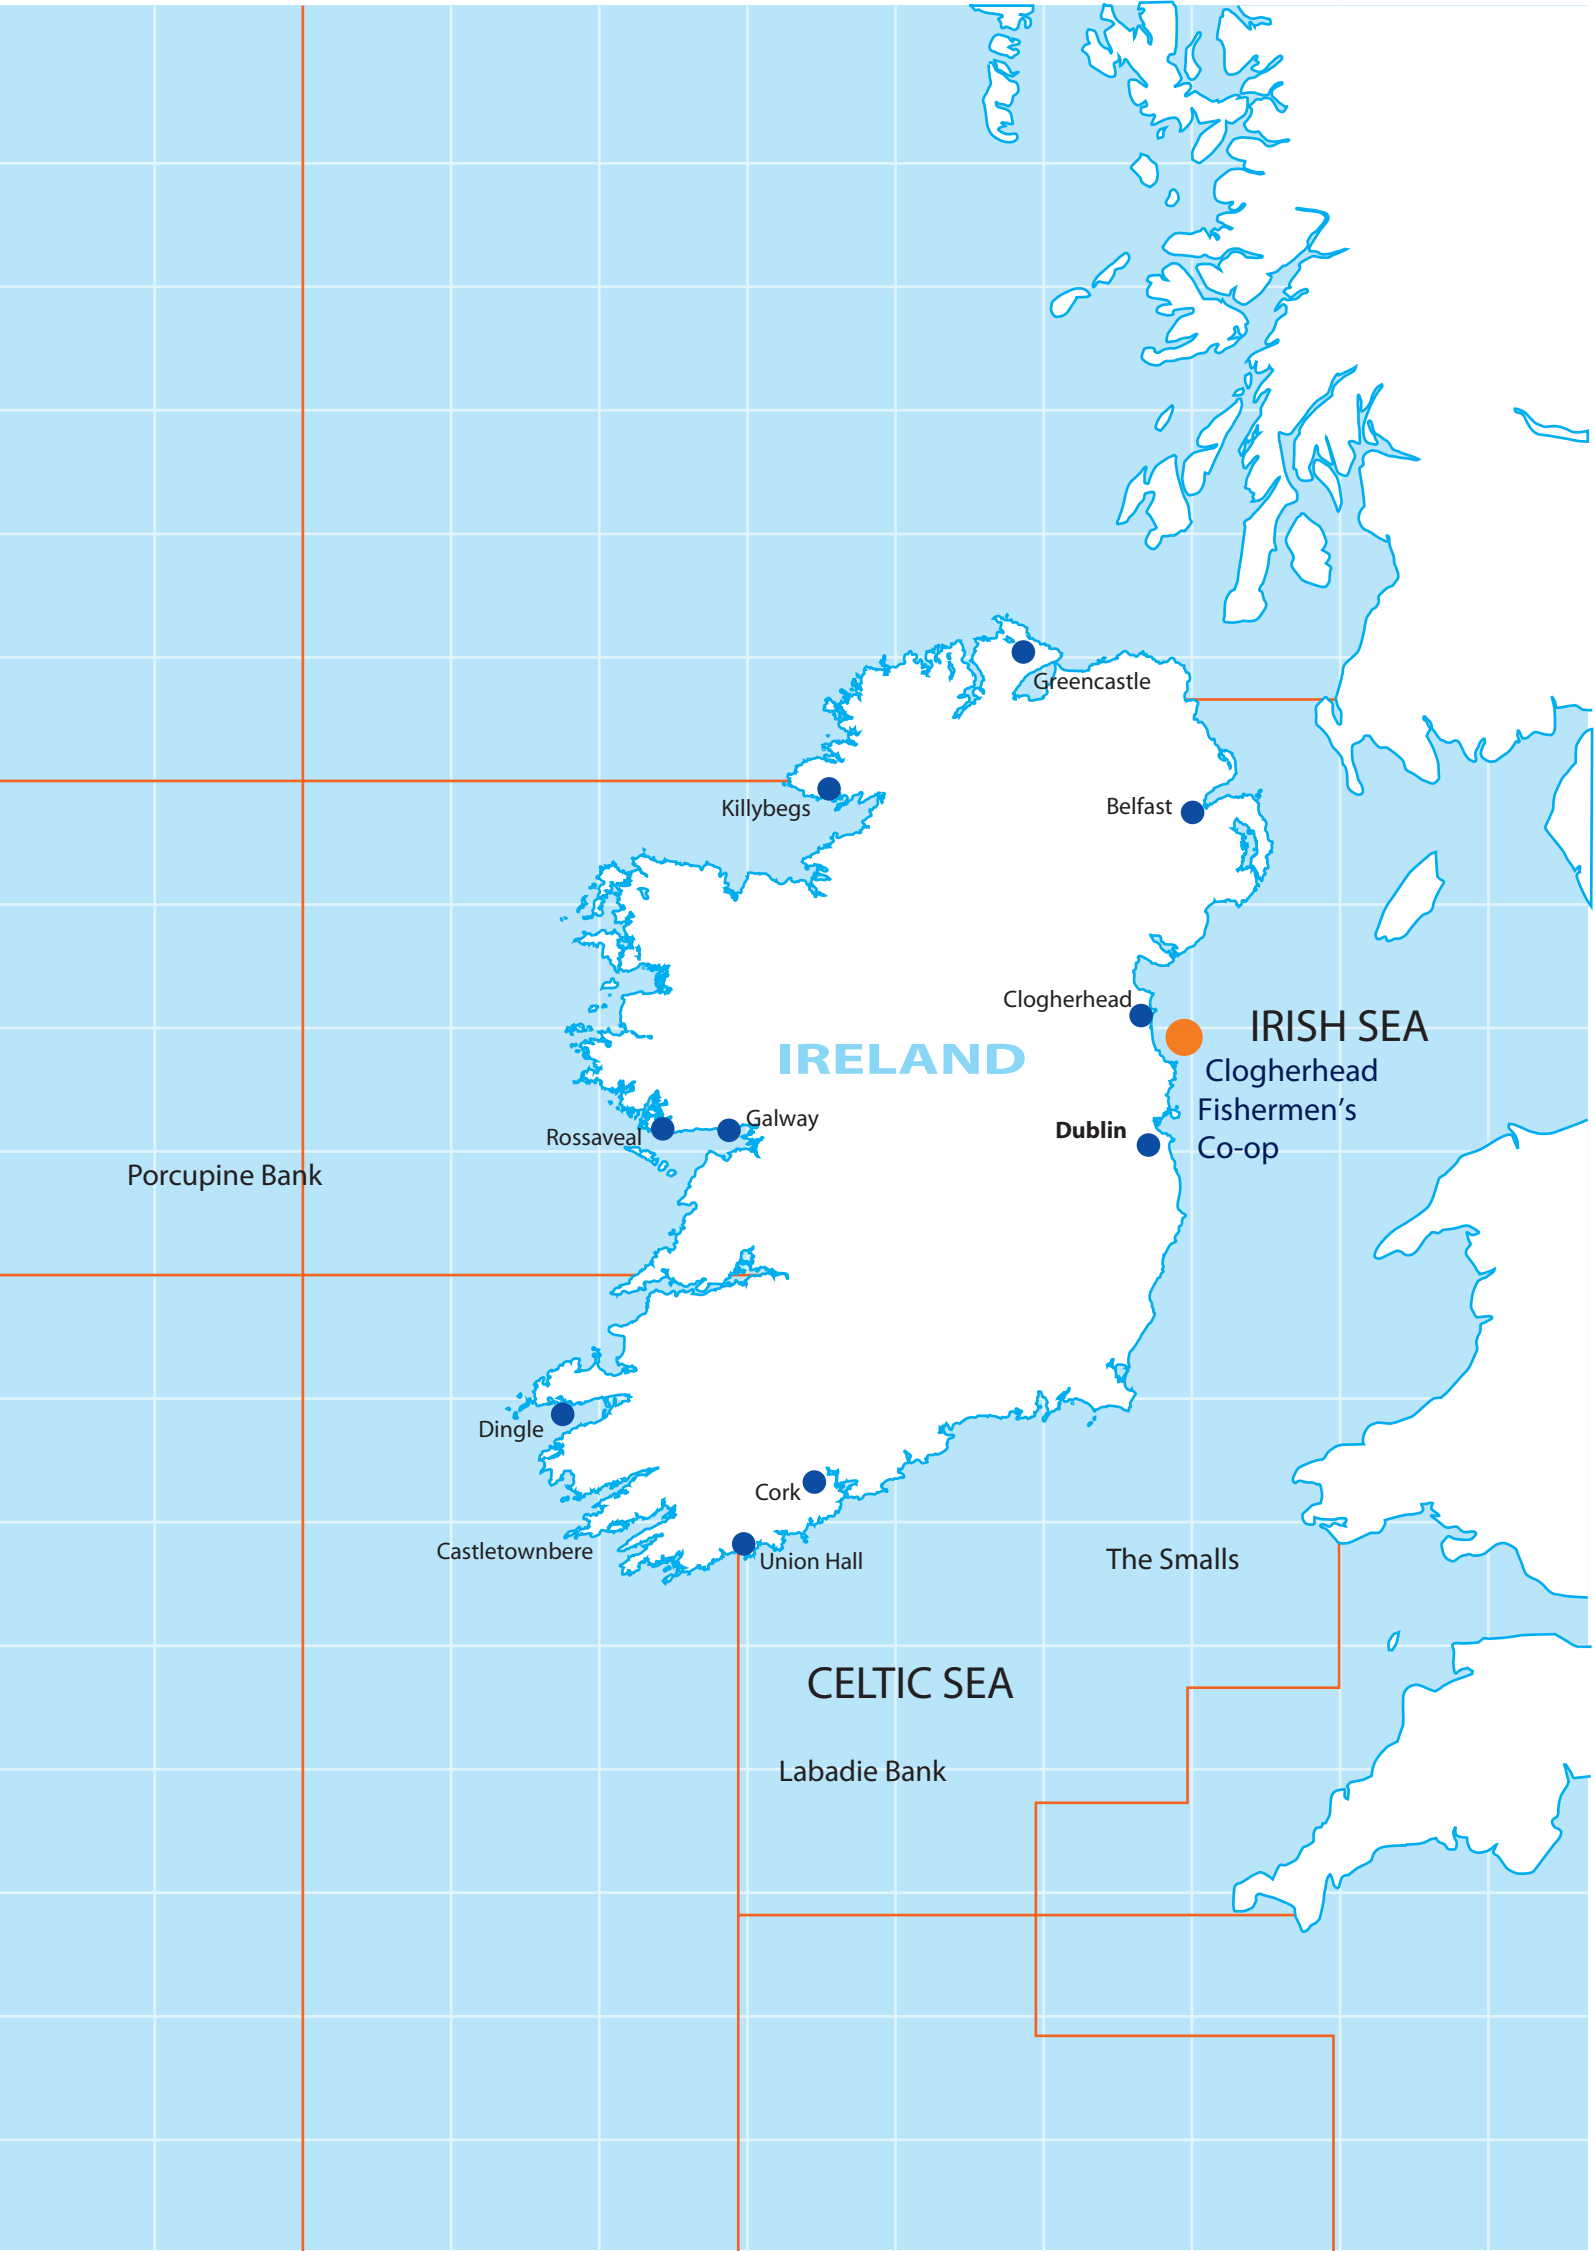 Greencastle
Killybegs
Belfast
Clogherhead
IRISH SEA
IRELAND
Clogherhead
Fishermen’s
Co-op
Galway
Rossaveal
Dublin
Porcupine Bank
Dingle
Cork
Castletownbere
Union Hall
The Smalls
CELTIC SEA
Labadie Bank